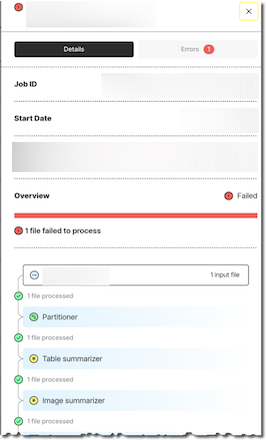 Details
Errors 1
Job ID
Start Date
Overview
Failed
1 file failed to process
1 input file
1 file processed
Partitioner
1 file processed
Table summarizer
1 file processed
Image summarizer
1 file processed